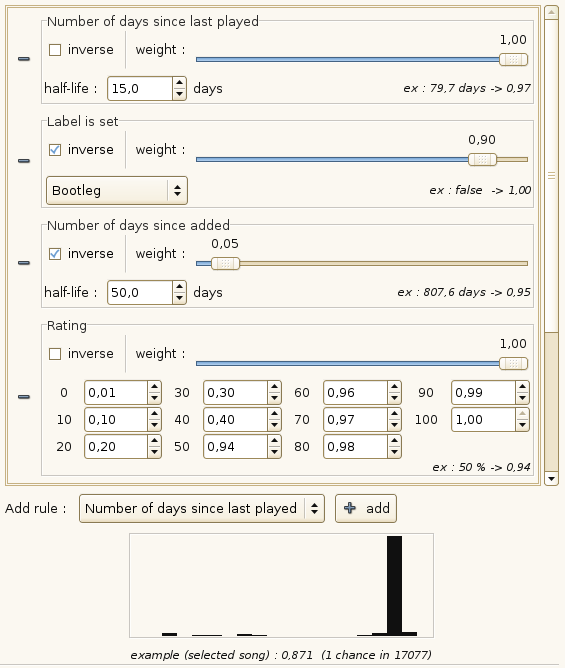 Number of days since last played
inverse weight : 1,00
half-life : 15,0 days ex : 79,7 days -> 0,97
Label is set
inverse weight : 0,90
Bootleg ex : false -> 1,00
Number of days since added
inverse weight : 0,05
half-life : 50,0 days ex : 807,6 days -> 0,95
Rating
inverse weight : 1,00
0 0,01 30 0,30 60 0,96 90 0,99
10 0,10 40 0,40 70 0,97 100 1,00
20 0,20 50 0,94 80 0,98
ex : 50 % -> 0,94
Add rule : Number of days since last played add
example (selected song) : 0,871 (1 chance in 17077)